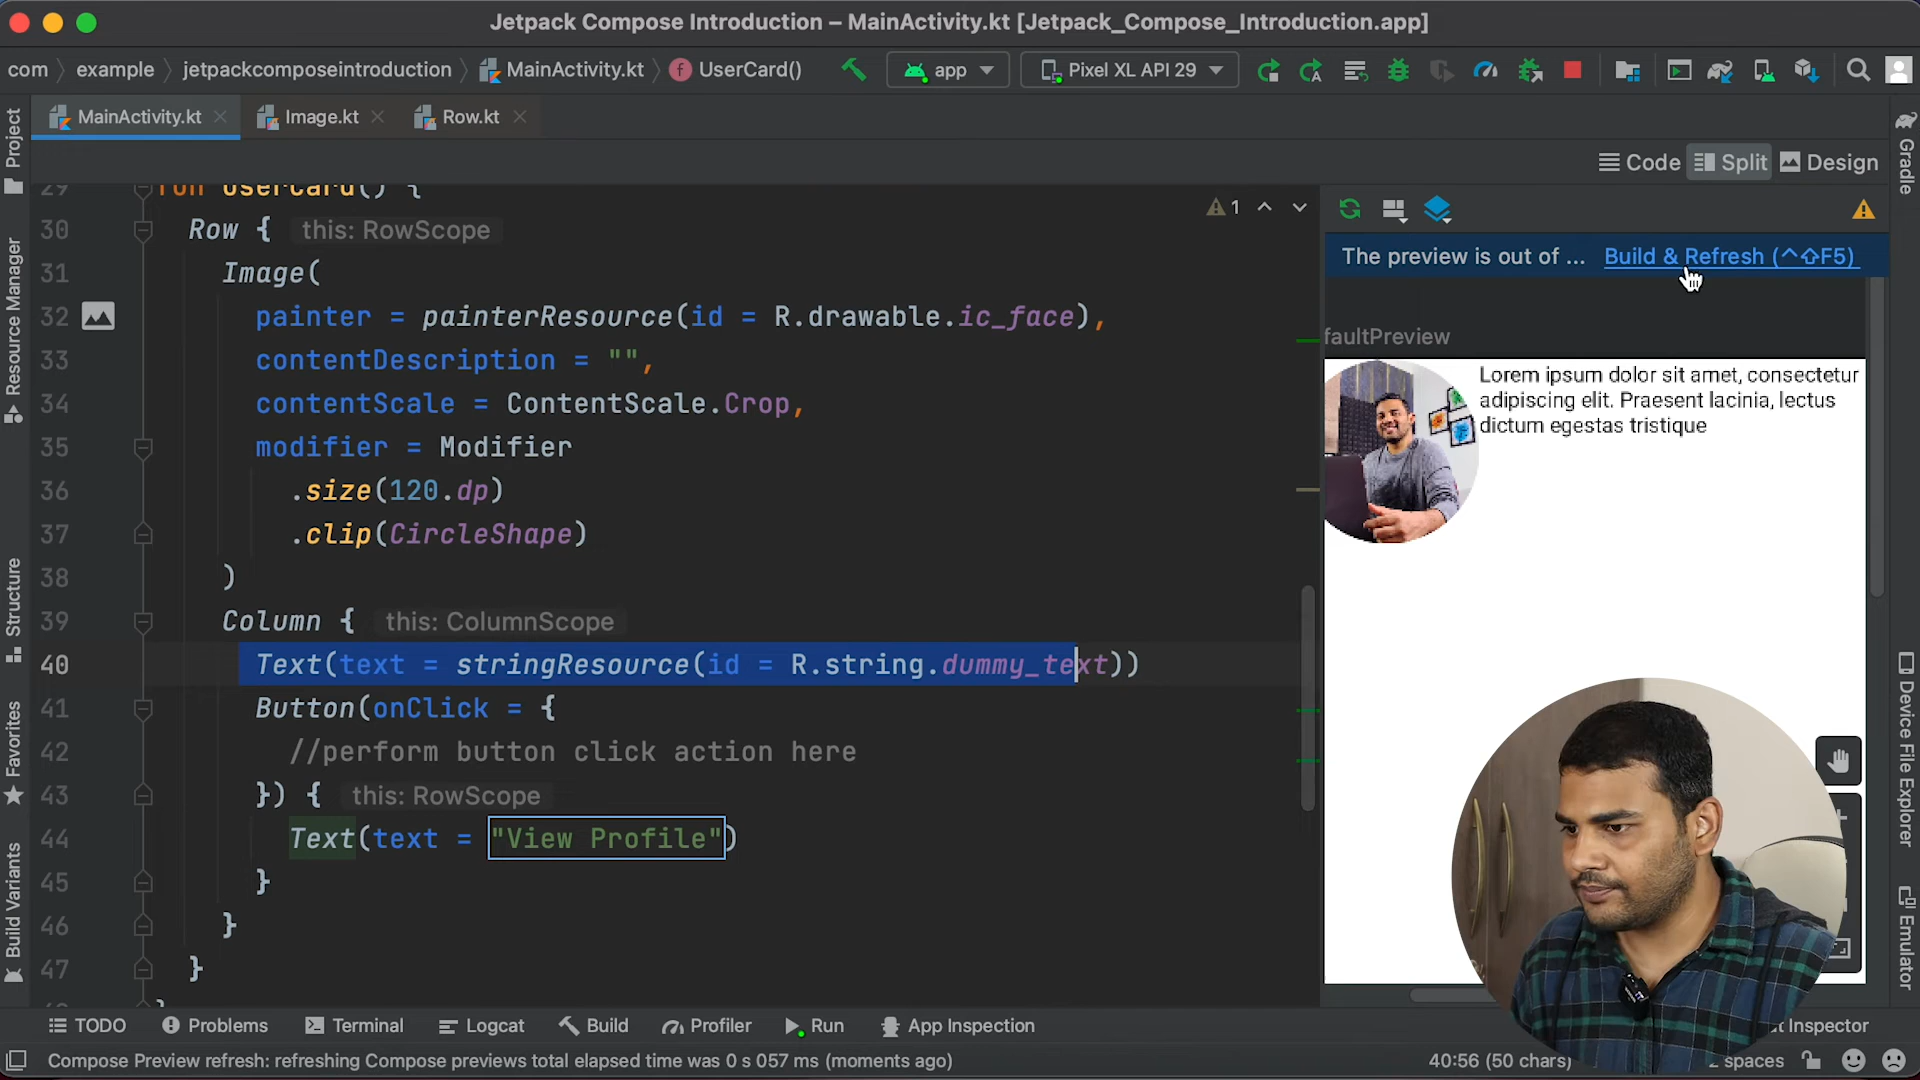 Jetpack Compose Introduction – MainActivity.kt [Jetpack_Compose_Introduction.app]
com example jetpackcomposeintroduction MainActivity.kt f UserCard() app Pixel XL API 29
MainActivity.kt Image.kt Row.kt
Code Split Design
Project
Resource Manager
Structure
Favorites
Build Variants
29 fun UserCard() {
30 Row { this: RowScope
31 Image(
32 painter = painterResource(id = R.drawable.ic_face),
33 contentDescription = "",
34 contentScale = ContentScale.Crop,
35 modifier = Modifier
36 .size(120.dp)
37 .clip(CircleShape)
38 )
39 Column { this: ColumnScope
40 Text(text = stringResource(id = R.string.dummy_text))
41 Button(onClick = {
42 //perform button click action here
43 }) { this: RowScope
44 Text(text = "View Profile")
45 }
46 }
47 }
1
The preview is out of ... Build & Refresh (^⇧F5)
faultPreview
Lorem ipsum dolor sit amet, consectetur
adipiscing elit. Praesent lacinia, lectus
dictum egestas tristique
Gradle
Device File Explorer
Emulator
TODO Problems Terminal Logcat Build Profiler Run App Inspection Inspector
Compose Preview refresh: refreshing Compose previews total elapsed time was 0 s 057 ms (moments ago) 40:56 (50 chars) 2 spaces